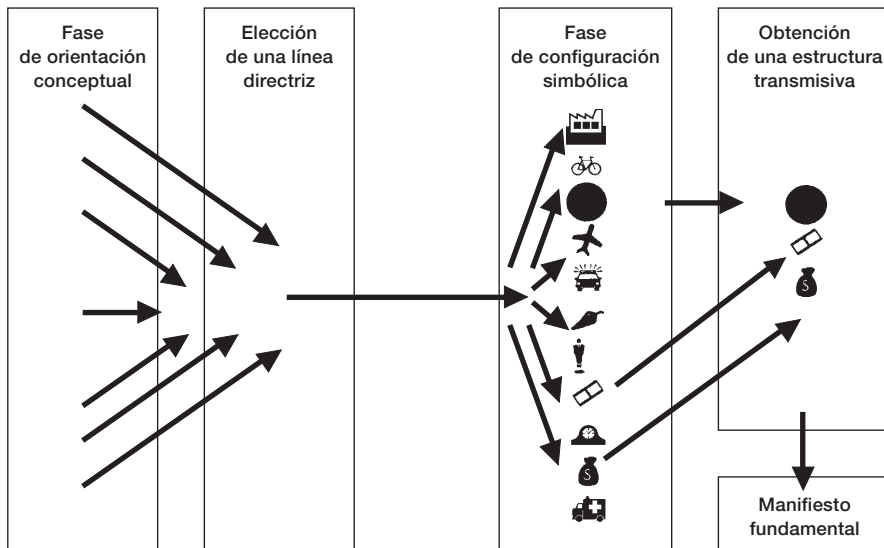 Fase
de orientación
conceptual
Elección
de una línea
directriz
Fase
de configuración
simbólica
Obtención
de una estructura
transmisiva
S
S
Manifiesto
fundamental